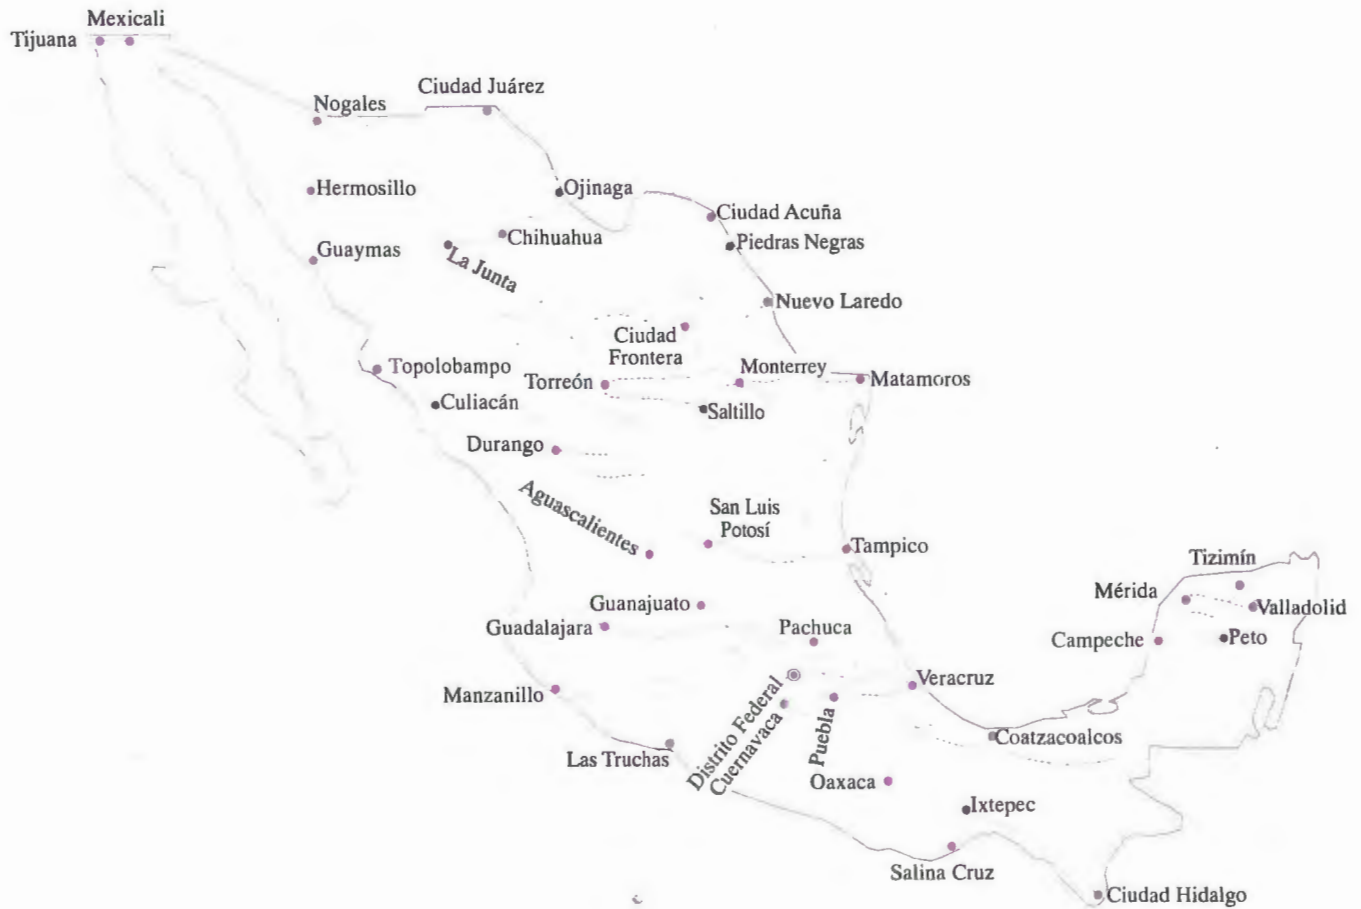 Mexicali
Tijuana
Ciudad Juárez
Nogales
Hermosillo
Ojinaga
Ciudad Acuña
Chihuahua
Piedras Negras
Guaymas
La Junta
Nuevo Laredo
Ciudad
Frontera
Topolobampo
Monterrey
Torreón
Matamoros
Culiacán
Saltillo
Durango
Aguascalientes
San Luis
Potosí
Tampico
Tizimín
Mérida
Guanajuato
Valladolid
Guadalajara
Pachuca
Campeche
Peto
Manzanillo
Veracruz
Distrito Federal
Cuernavaca
Puebla
Coatzacoalcos
Las Truchas
Oaxaca
Ixtepec
Salina Cruz
Ciudad Hidalgo